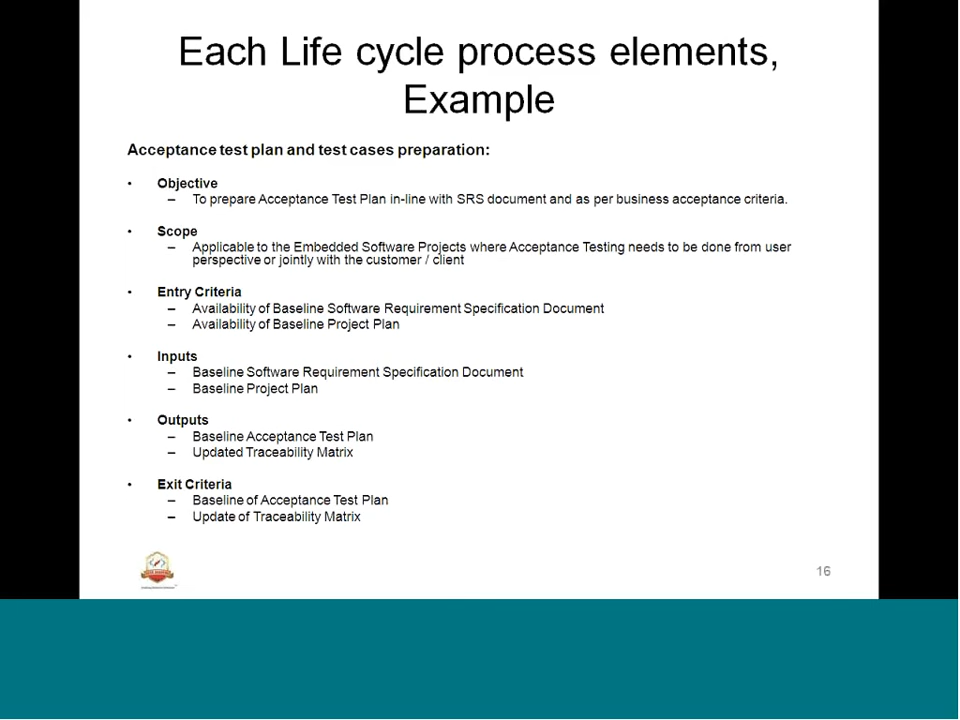 Each Life cycle process elements,
Example
Acceptance test plan and test cases preparation:
• Objective
– To prepare Acceptance Test Plan in-line with SRS document and as per business acceptance criteria.
• Scope
– Applicable to the Embedded Software Projects where Acceptance Testing needs to be done from user
perspective or jointly with the customer / client
• Entry Criteria
– Availability of Baseline Software Requirement Specification Document
– Availability of Baseline Project Plan
• Inputs
– Baseline Software Requirement Specification Document
– Baseline Project Plan
• Outputs
– Baseline Acceptance Test Plan
– Updated Traceability Matrix
• Exit Criteria
– Baseline of Acceptance Test Plan
– Update of Traceability Matrix
16